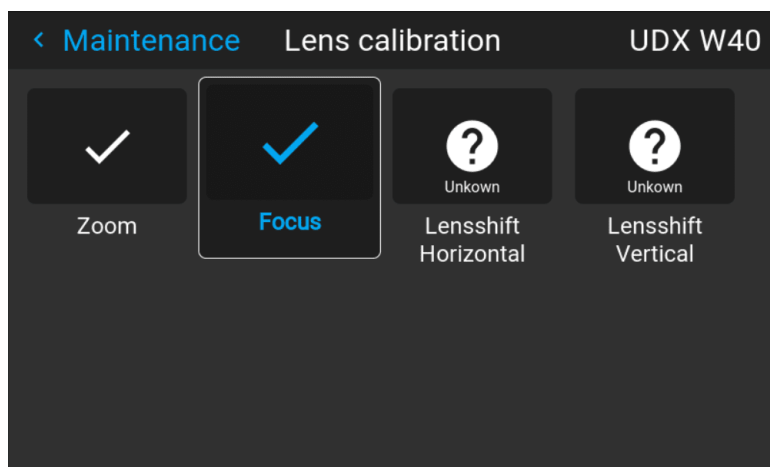 Maintenance Lens calibration UDX W40
Unkown
Unkown
Zoom
Focus
Lensshift
Horizontal
Lensshift
Vertical